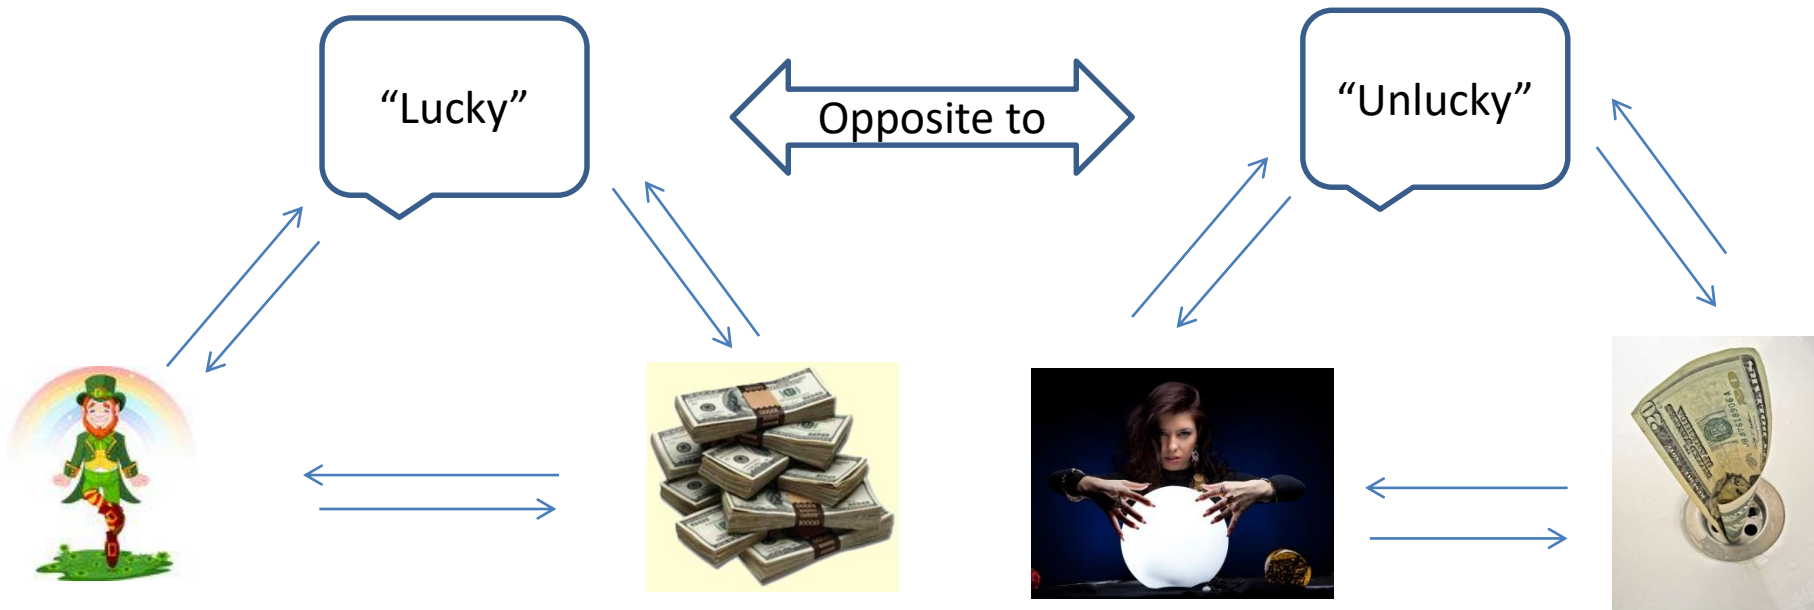 “Lucky”
Opposite to
“Unlucky”